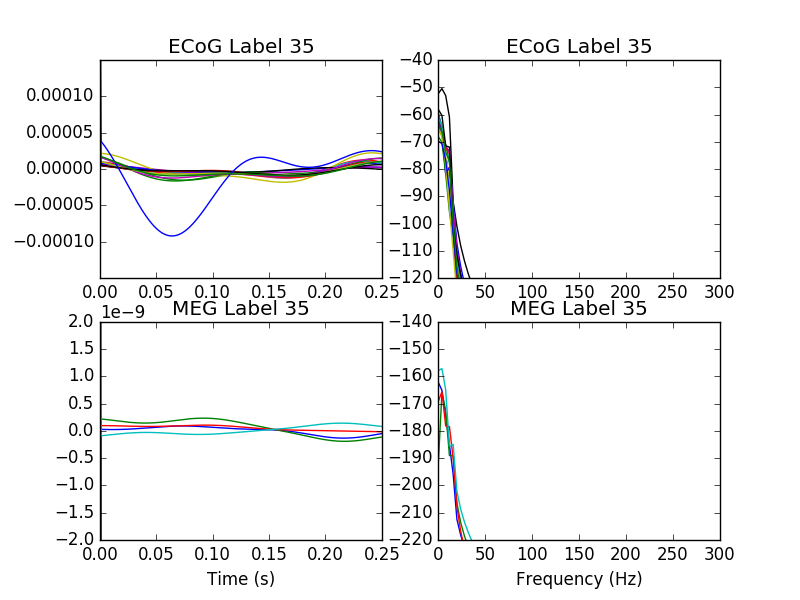 ECoG Label 35
ECoG Label 35
0.00010
0.00005
0.00000
−0.00005
−0.00010
0.00 0.05 0.10 0.15 0.20 0.25
−40
−50
−60
−70
−80
−90
−100
−110
−120
0 50 100 150 200 250 300
MEG Label 35
MEG Label 35
1e−9
2.0
1.5
1.0
0.5
0.0
−0.5
−1.0
−1.5
−2.0
0.00 0.05 0.10 0.15 0.20 0.25
Time (s)
−140
−150
−160
−170
−180
−190
−200
−210
−220
0 50 100 150 200 250 300
Frequency (Hz)